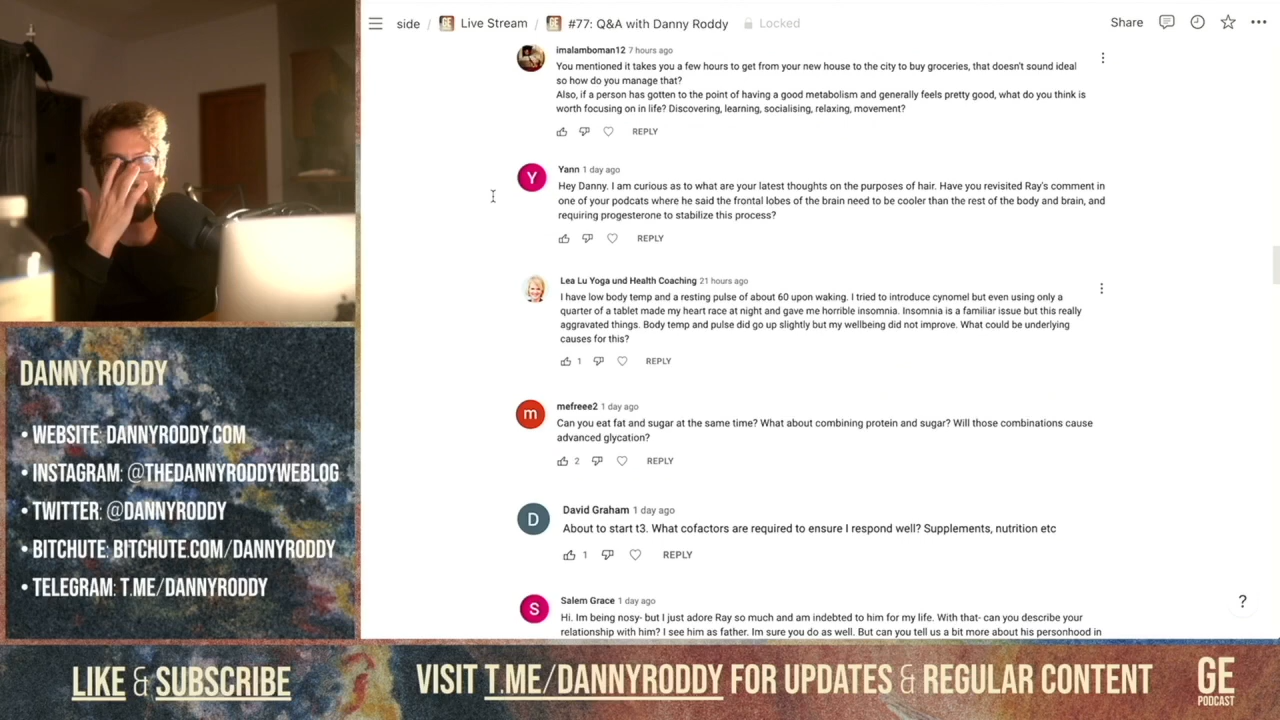 side / Live Stream / #77: Q&A with Danny Roddy Locked
Share
imalamboman12 7 hours ago
You mentioned it takes you a few hours to get from your new house to the city to buy groceries, that doesn't sound ideal
so how do you manage that?
Also, if a person has gotten to the point of having a good metabolism and generally feels pretty good, what do you think is
worth focusing on in life? Discovering, learning, socialising, relaxing, movement?
REPLY
Y
Yann 1 day ago
Hey Danny. I am curious as to what are your latest thoughts on the purposes of hair. Have you revisited Ray's comment in
one of your podcats where he said the frontal lobes of the brain need to be cooler than the rest of the body and brain, and
requiring progesterone to stabilize this process?
REPLY
Lea Lu Yoga und Health Coaching 21 hours ago
I have low body temp and a resting pulse of about 60 upon waking. I tried to introduce cynomel but even using only a
quarter of a tablet made my heart race at night and gave me horrible insomnia. Insomnia is a familiar issue but this really
aggravated things. Body temp and pulse did go up slightly but my wellbeing did not improve. What could be underlying
causes for this?
1 REPLY
m
mefreee2 1 day ago
Can you eat fat and sugar at the same time? What about combining protein and sugar? Will those combinations cause
advanced glycation?
2 REPLY
D
David Graham 1 day ago
About to start t3. What cofactors are required to ensure I respond well? Supplements, nutrition etc
1 REPLY
S
Salem Grace 1 day ago
Hi. Im being nosy- but I just adore Ray so much and am indebted to him for my life. With that- can you describe your
relationship with him? I see him as father. Im sure you do as well. But can you tell us a bit more about his personhood in
?
DANNY RODDY
• WEBSITE: DANNYRODDY.COM
• INSTAGRAM: @THEDANNYRODDYWEBLOG
• TWITTER: @DANNYRODDY
• BITCHUTE: BITCHUTE.COM/DANNYRODDY
• TELEGRAM: T.ME/DANNYRODDY
LIKE & SUBSCRIBE
VISIT T.ME/DANNYRODDY FOR UPDATES & REGULAR CONTENT
GE
PODCAST